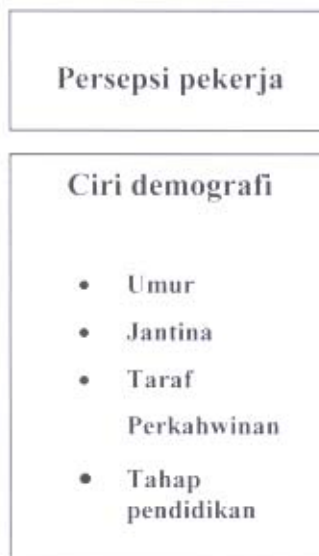 Persepsi pekerja
Ciri demografi
• Umur
• Jantina
• Taraf
Perkahwinan
• Tahap
pendidikan